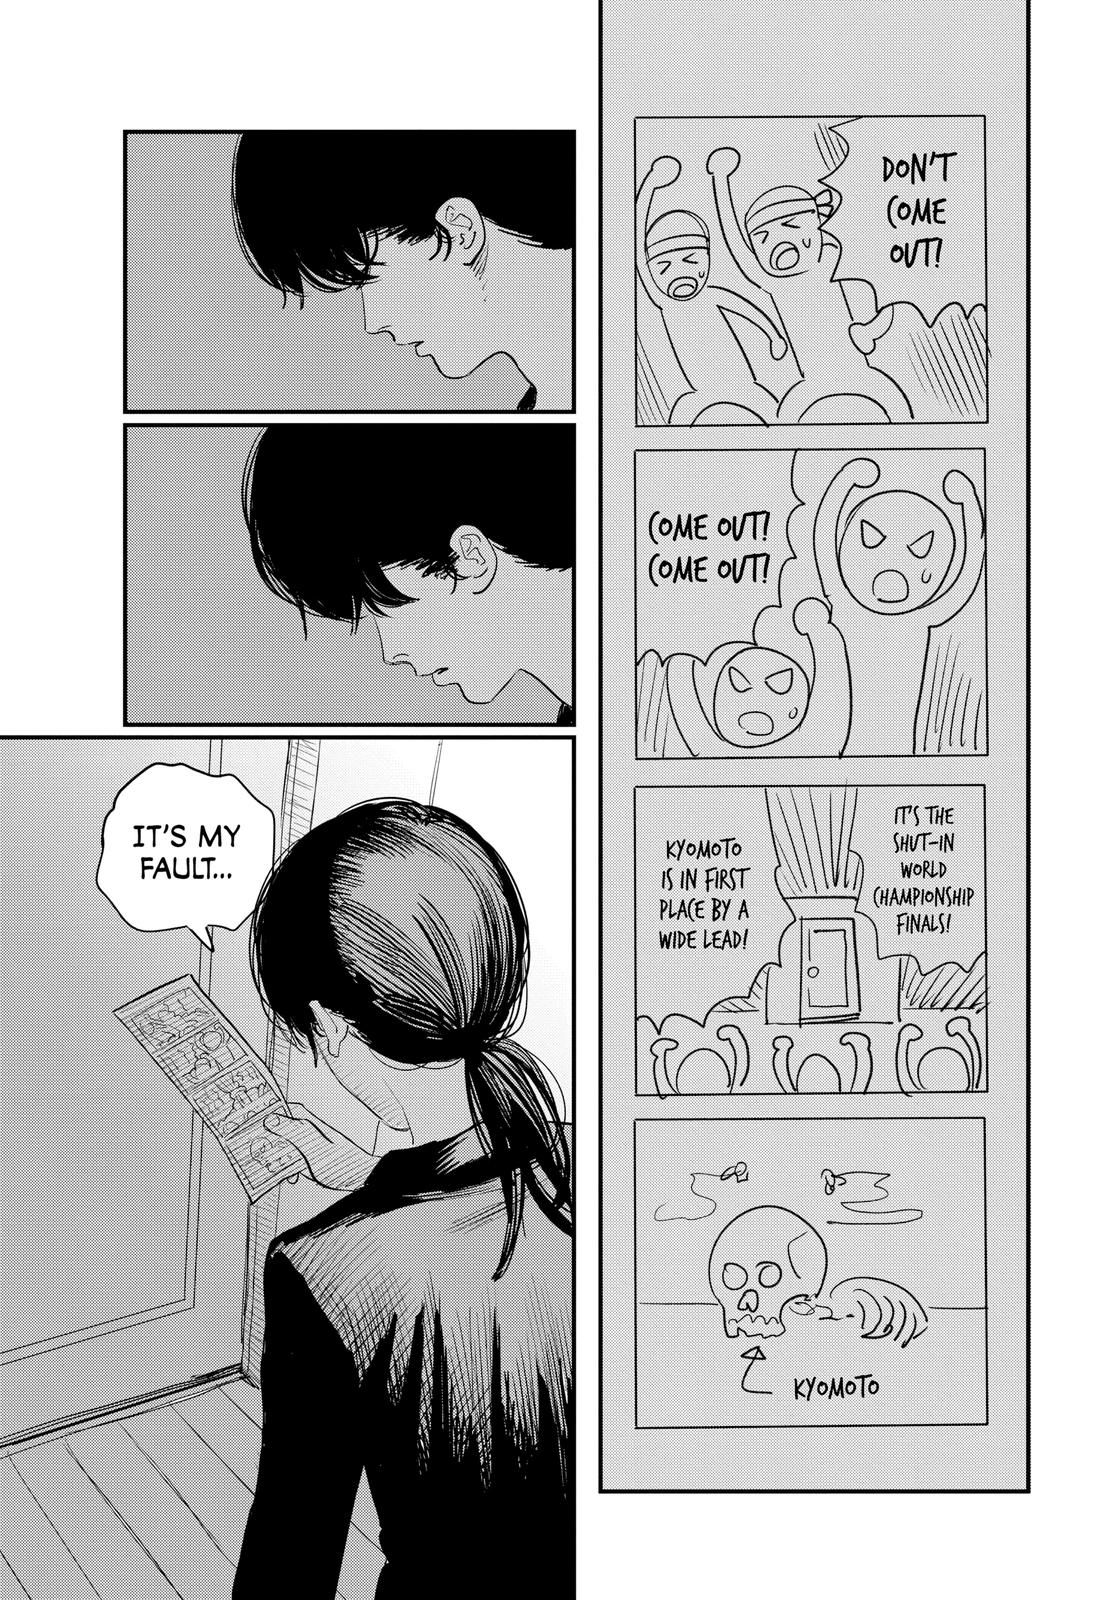 DON'T
COME
OUT!
COME OUT!
COME OUT!
IT'S THE
SHUT-IN
WORLD
CHAMPIONSHIP
FINALS!
KYOMOTO
IS IN FIRST
PLACE BY A
WIDE LEAD!
KYOMOTO
IT'S MY
FAULT...